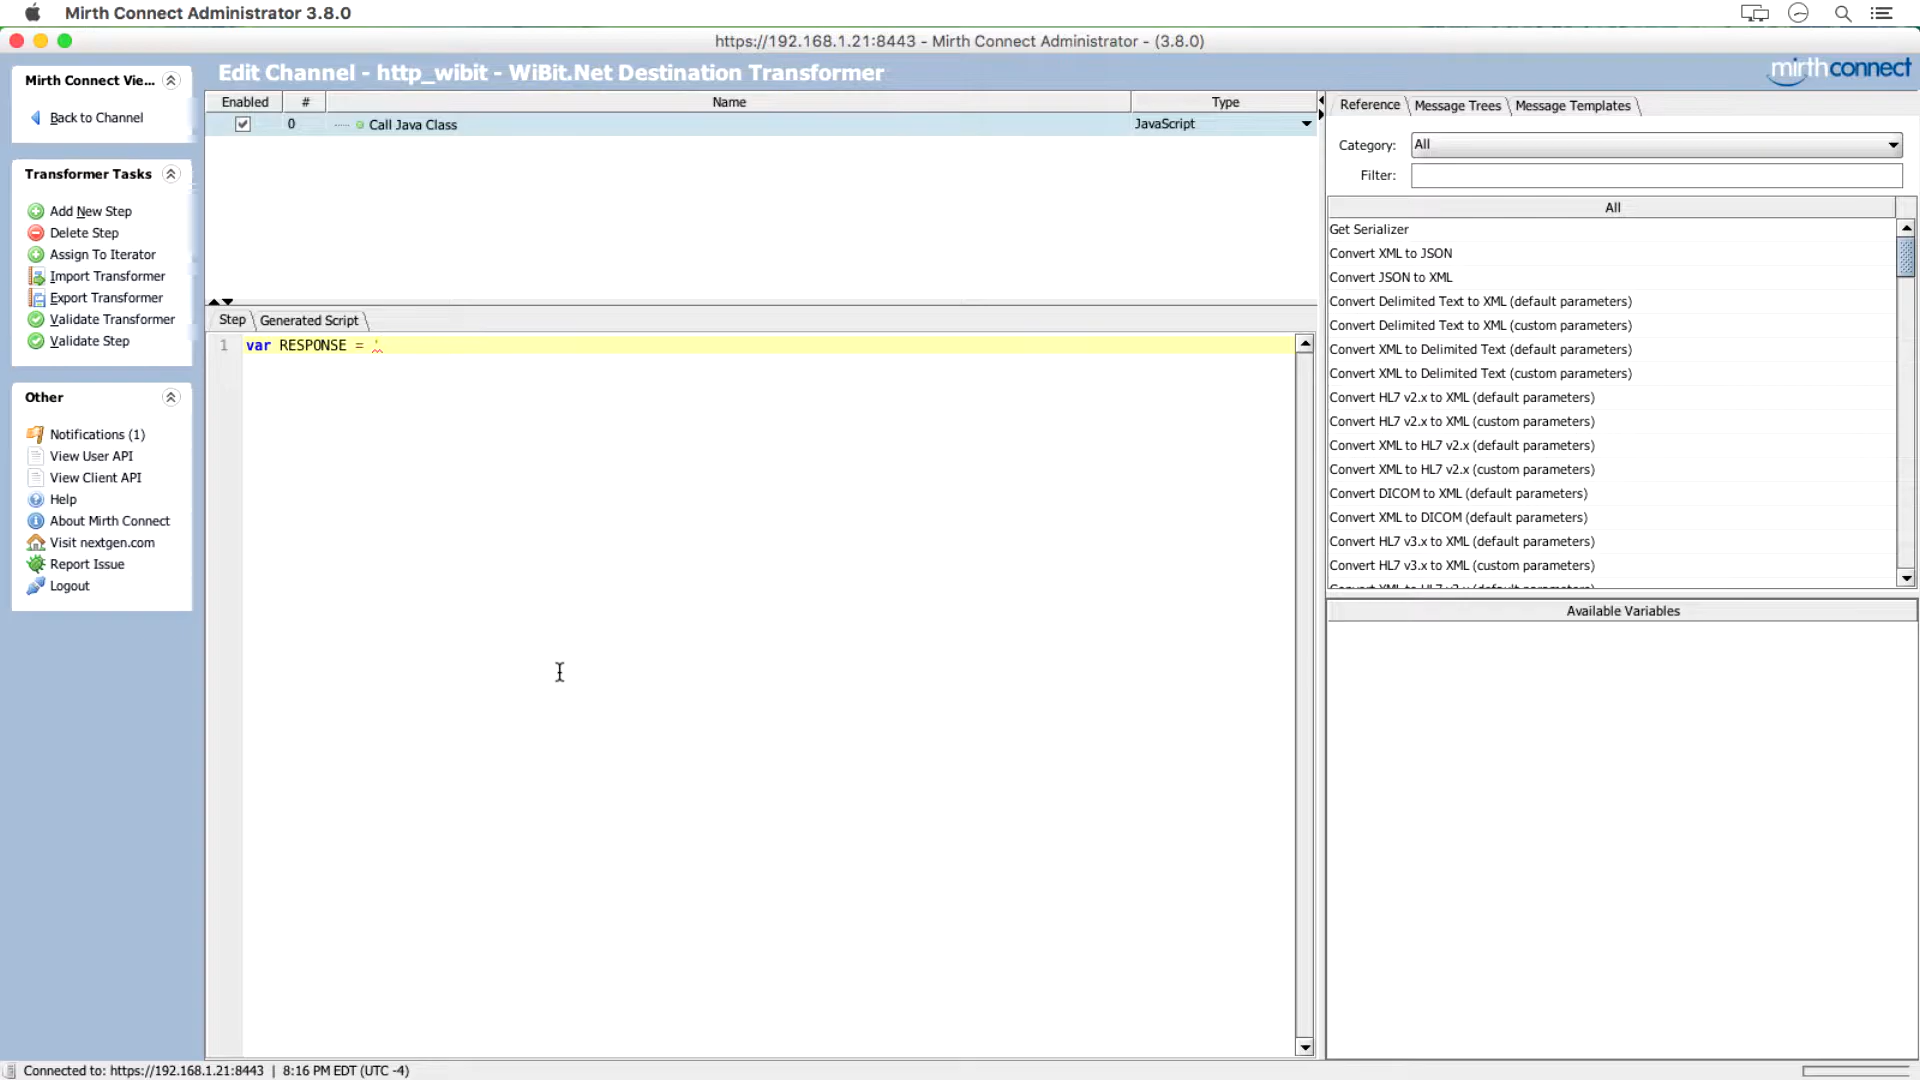 Mirth Connect Administrator 3.8.0
https://192.168.1.21:8443 - Mirth Connect Administrator - (3.8.0)
Mirth Connect Vie...
Back to Channel
Transformer Tasks
Add New Step
Delete Step
Assign To Iterator
Import Transformer
Export Transformer
Validate Transformer
Validate Step
Other
Notifications (1)
View User API
View Client API
Help
About Mirth Connect
Visit nextgen.com
Report Issue
Logout
Edit Channel - http_wibit - WiBit.Net Destination Transformer
mirthconnect
Enabled # Name Type
0 Call Java Class JavaScript
Step Generated Script
1 var RESPONSE = '
Reference Message Trees Message Templates
Category: All
Filter:
All
Get Serializer
Convert XML to JSON
Convert JSON to XML
Convert Delimited Text to XML (default parameters)
Convert Delimited Text to XML (custom parameters)
Convert XML to Delimited Text (default parameters)
Convert XML to Delimited Text (custom parameters)
Convert HL7 v2.x to XML (default parameters)
Convert HL7 v2.x to XML (custom parameters)
Convert XML to HL7 v2.x (default parameters)
Convert XML to HL7 v2.x (custom parameters)
Convert DICOM to XML (default parameters)
Convert XML to DICOM (default parameters)
Convert HL7 v3.x to XML (default parameters)
Convert HL7 v3.x to XML (custom parameters)
Available Variables
Connected to: https://192.168.1.21:8443 | 8:16 PM EDT (UTC -4)